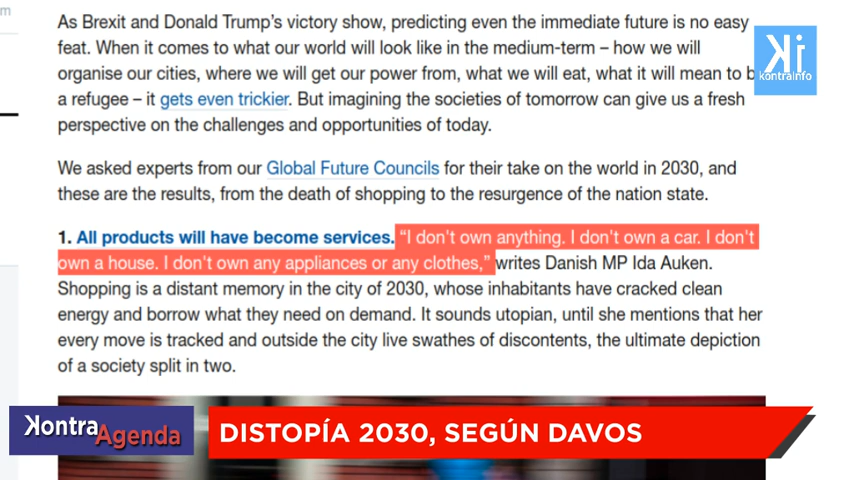 As Brexit and Donald Trump's victory show, predicting even the immediate future is no easy
feat. When it comes to what our world will look like in the medium-term – how we will
organise our cities, where we will get our power from, what we will eat, what it will mean to b
a refugee – it gets even trickier. But imagining the societies of tomorrow can give us a fresh
perspective on the challenges and opportunities of today.
Ki
kontrainfo
We asked experts from our Global Future Councils for their take on the world in 2030, and
these are the results, from the death of shopping to the resurgence of the nation state.
1. All products will have become services. “I don't own anything. I don't own a car. I don't
own a house. I don't own any appliances or any clothes,” writes Danish MP Ida Auken.
Shopping is a distant memory in the city of 2030, whose inhabitants have cracked clean
energy and borrow what they need on demand. It sounds utopian, until she mentions that her
every move is tracked and outside the city live swathes of discontents, the ultimate depiction
of a society split in two.
Kontra
Agenda
DISTOPÍA 2030, SEGÚN DAVOS